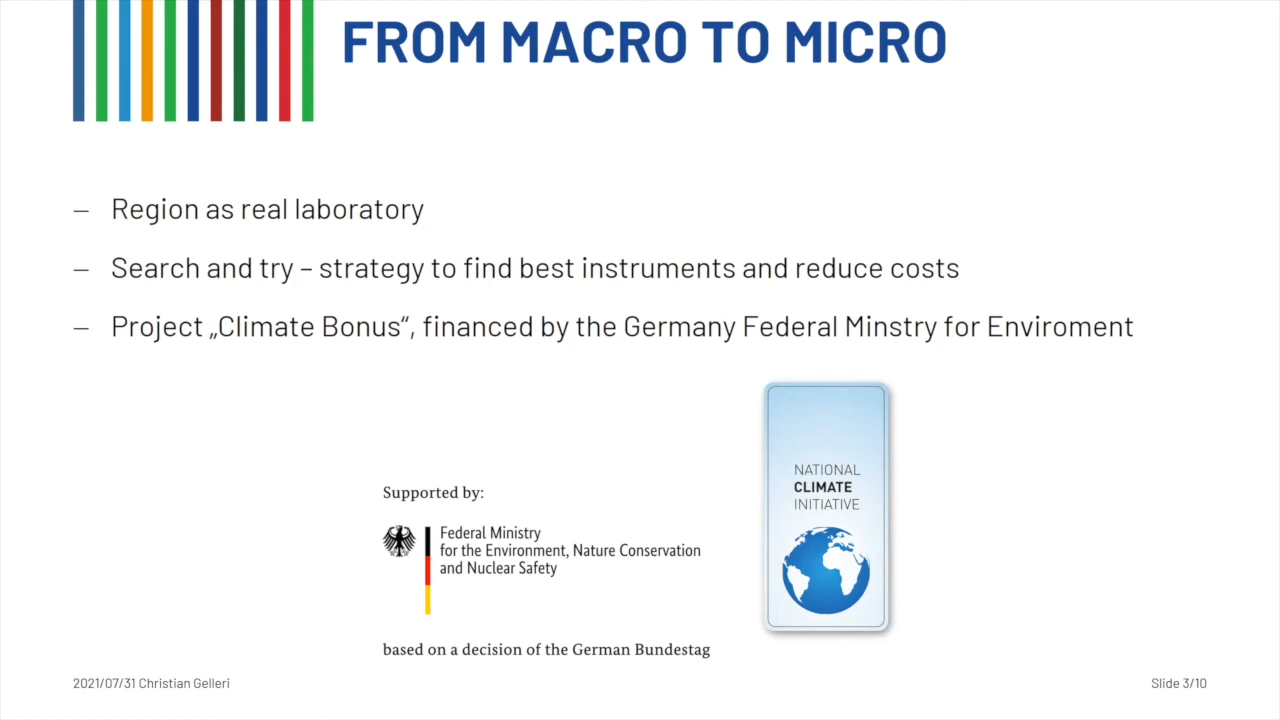 FROM MACRO TO MICRO
– Region as real laboratory
– Search and try – strategy to find best instruments and reduce costs
– Project „Climate Bonus“, financed by the Germany Federal Minstry for Enviroment
NATIONAL
CLIMATE
INITIATIVE
Supported by:
Federal Ministry
for the Environment, Nature Conservation
and Nuclear Safety
based on a decision of the German Bundestag
2021/07/31 Christian Gelleri
Slide 3/10